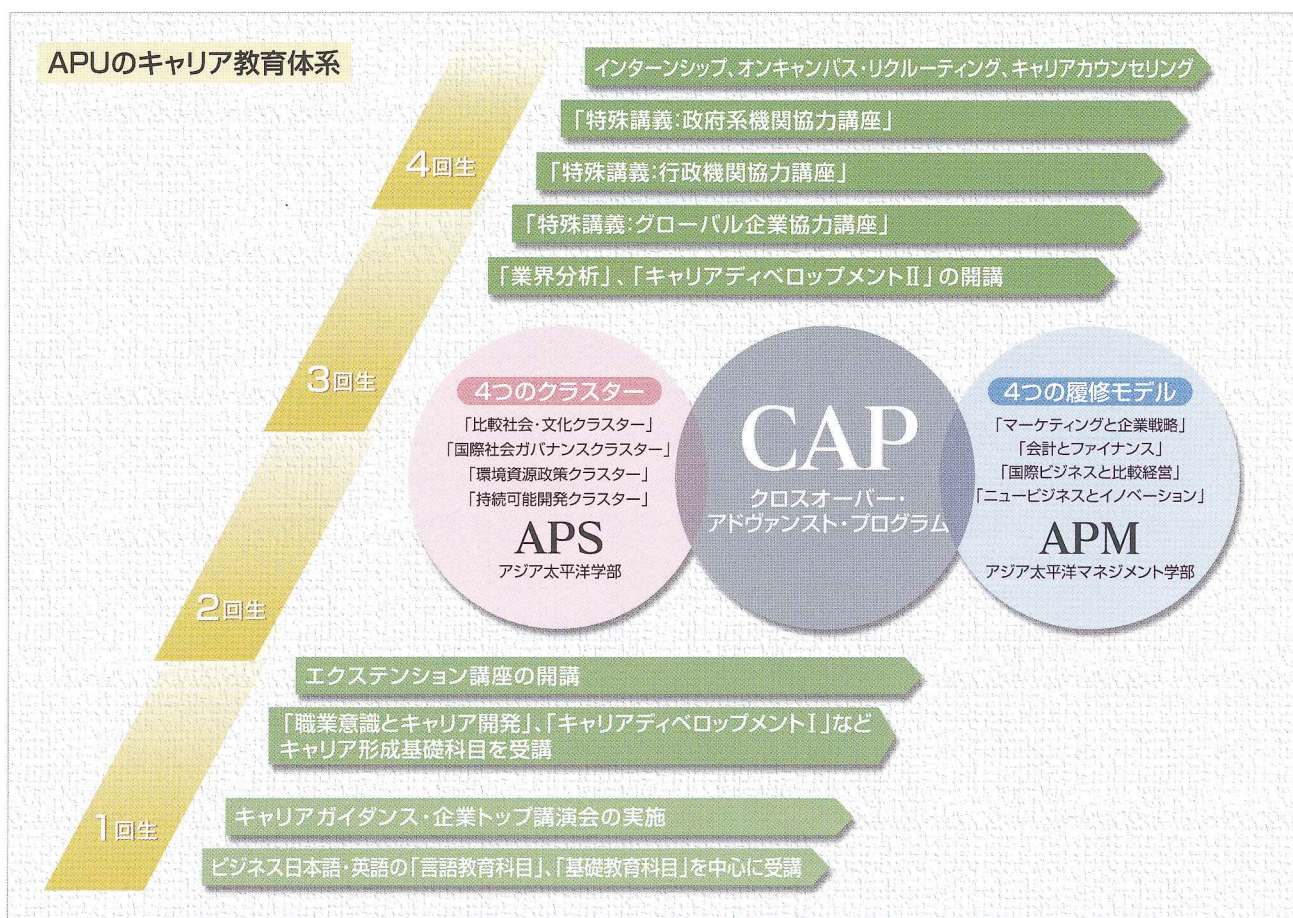 APUのキャリア教育体系
インターンシップ、オンキャンパス・リクルーティング、キャリアカウンセリング
「特殊講義:政府系機関協力講座」
4回生
「特殊講義:行政機関協力講座」
「特殊講義:グローバル企業協力講座」
「業界分析」、「キャリアディベロップメントⅡ」の開講
3回生
4つのクラスター
「比較社会・文化クラスター」
「国際社会ガバナンスクラスター」
「環境資源政策クラスター」
「持続可能開発クラスター」
APS
アジア太平洋学部
CAP
クロスオーバー・
アドヴァンスト・プログラム
4つの履修モデル
「マーケティングと企業戦略」
「会計とファイナンス」
「国際ビジネスと比較経営」
「ニュービジネスとイノベーション」
APM
アジア太平洋マネジメント学部
2回生
エクステンション講座の開講
「職業意識とキャリア開発」、「キャリアディベロップメントⅠ」など
キャリア形成基礎科目を受講
1回生
キャリアガイダンス・企業トップ講演会の実施
ビジネス日本語・英語の「言語教育科目」、「基礎教育科目」を中心に受講